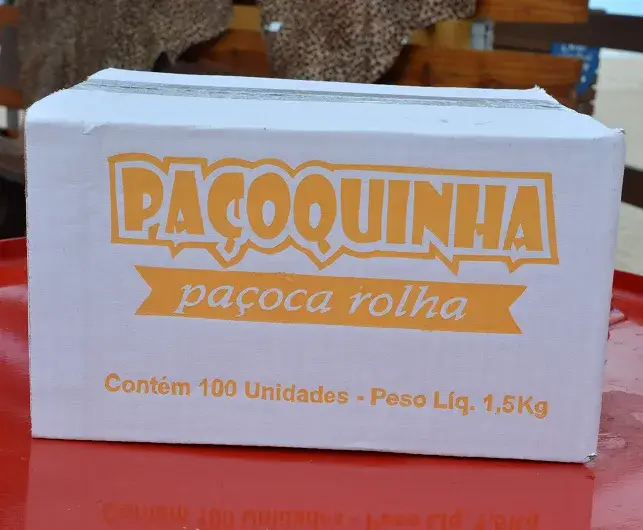 PAÇOQUINHA
paçoca rolha
Contém 100 Unidades - Peso Líq. 1,5Kg